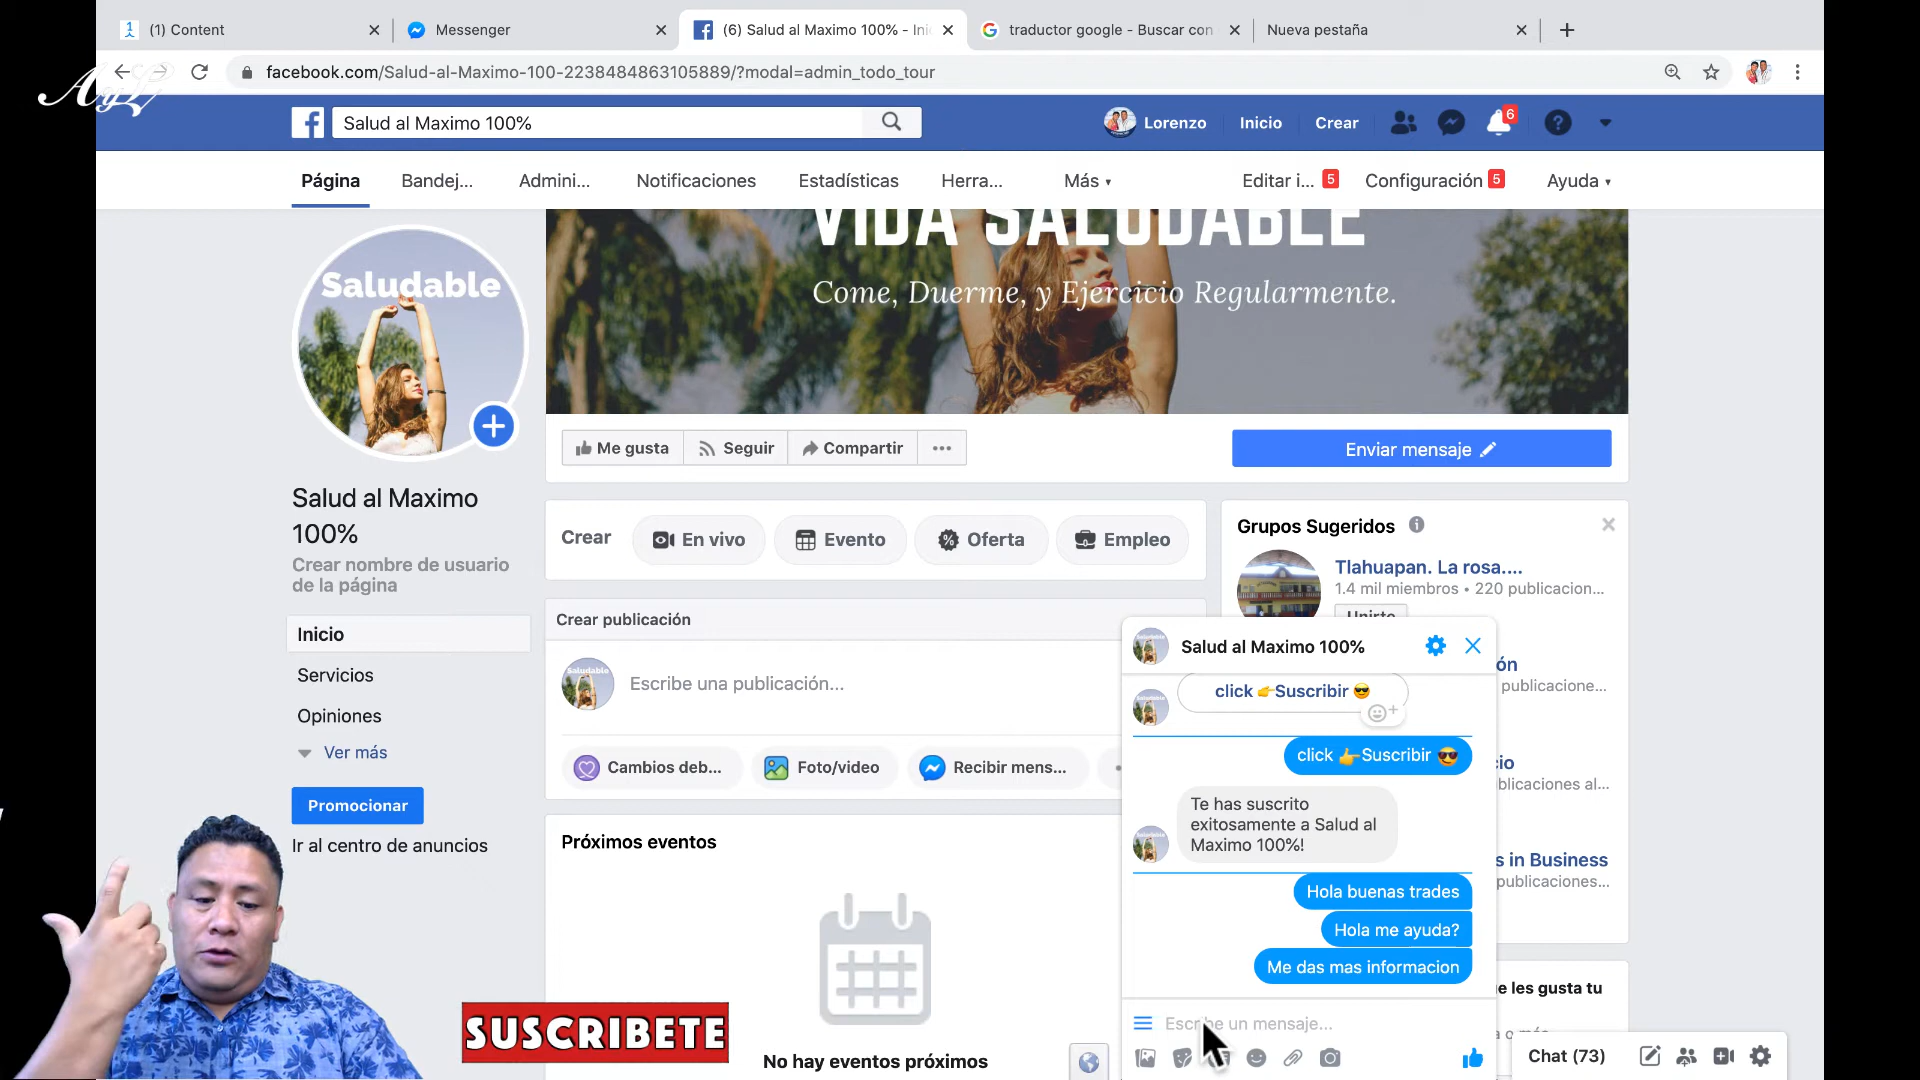 (1) Content
Messenger
(6) Salud al Maximo 100% - Ini
traductor google - Buscar con
Nueva pestaña
facebook.com/Salud-al-Maximo-100-2238484863105889/?modal=admin_todo_tour
AyL
Salud al Maximo 100%
Lorenzo
Inicio
Crear
6
Página
Bandej...
Admini...
Notificaciones
Estadísticas
Herra...
Más
Editar i... 5
Configuración 5
Ayuda
VIDA SALUDABLE
Come, Duerme, y Ejercicio Regularmente.
Saludable
Me gusta
Seguir
Compartir
Enviar mensaje
Salud al Maximo
100%
Crear nombre de usuario
de la página
Inicio
Servicios
Opiniones
Ver más
Promocionar
Ir al centro de anuncios
Crear
En vivo
Evento
Oferta
Empleo
Crear publicación
Escribe una publicación...
Cambios deb...
Foto/video
Recibir mens...
Próximos eventos
No hay eventos próximos
Grupos Sugeridos
Tlahuapan. La rosa....
1.4 mil miembros • 220 publicacion...
Unirte
ón
publicacione...
cio
blicaciones al...
s in Business
publicaciones...
e les gusta tu
Salud al Maximo 100%
click 👉Suscribir 😎
click 👉Suscribir 😎
Te has suscrito
exitosamente a Salud al
Maximo 100%!
Hola buenas trades
Hola me ayuda?
Me das mas informacion
Escribe un mensaje...
Chat (73)
SUSCRIBETE